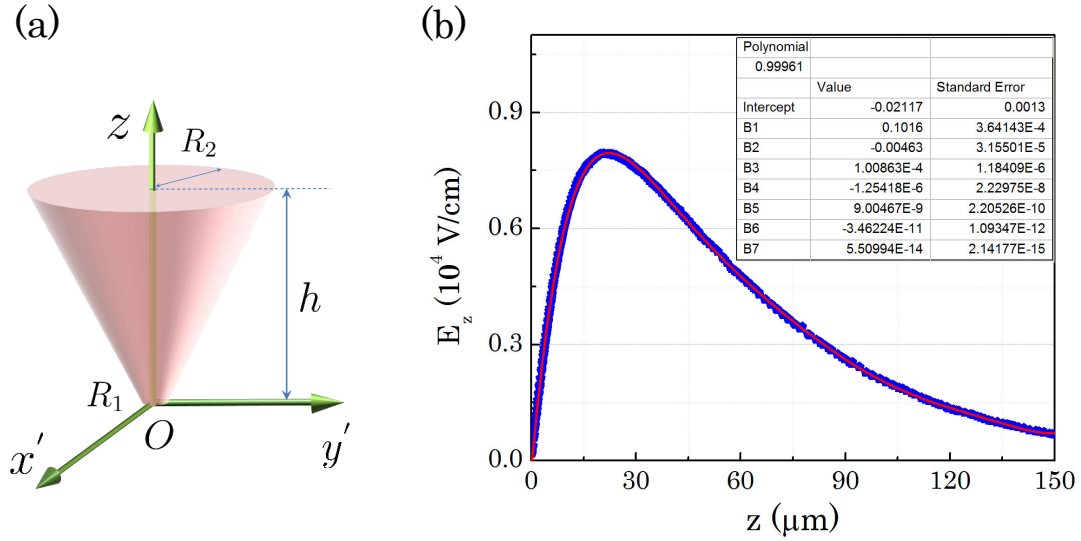 (a)
z
R₂
h
R₁
O
x'
y'
(b)
E_z (10⁴ V/cm)
0.9
0.6
0.3
0.0
0 30 60 90 120 150
z (μm)
Polynomial
0.99961
Value Standard Error
Intercept -0.02117 0.0013
B1 0.1016 3.64143E-4
B2 -0.00463 3.15501E-5
B3 1.00863E-4 1.18409E-6
B4 -1.25418E-6 2.22975E-8
B5 9.00467E-9 2.20526E-10
B6 -3.46224E-11 1.09347E-12
B7 5.50994E-14 2.14177E-15